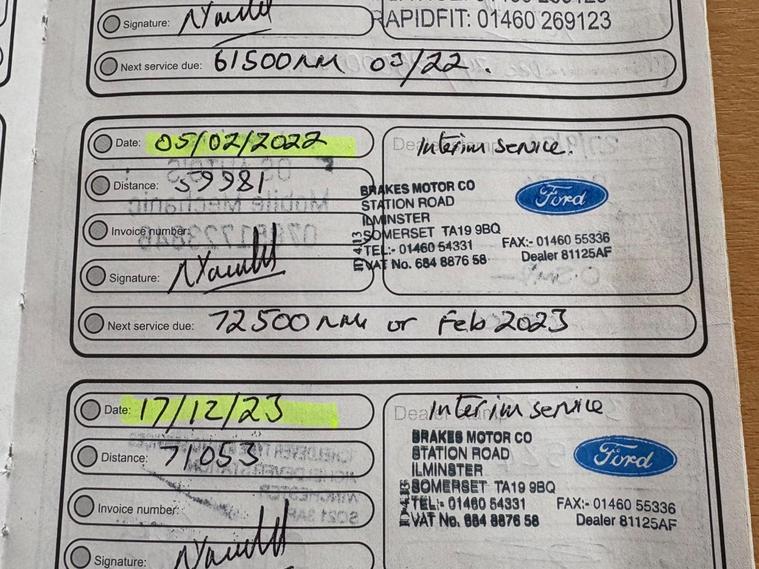 Signature:
RAPIDFIT: 01460 269123
Next service due: 61500 03/22.
Date: 05/02/2022
Interim service.
Distance: 59981
BRAKES MOTOR CO
STATION ROAD
ILMINSTER
SOMERSET TA19 9BQ
TEL:- 01460 54331 FAX:- 01460 55336
VAT No. 684 8876 58 Dealer 81125AF
Ford
Invoice number:
Signature:
Next service due: 72500 or Feb 2023
Date: 17/12/23
Interim service
Distance: 71053
BRAKES MOTOR CO
STATION ROAD
ILMINSTER
SOMERSET TA19 9BQ
TEL:- 01460 54331 FAX:- 01460 55336
VAT No. 684 8876 58 Dealer 81125AF
Ford
Invoice number:
Signature: